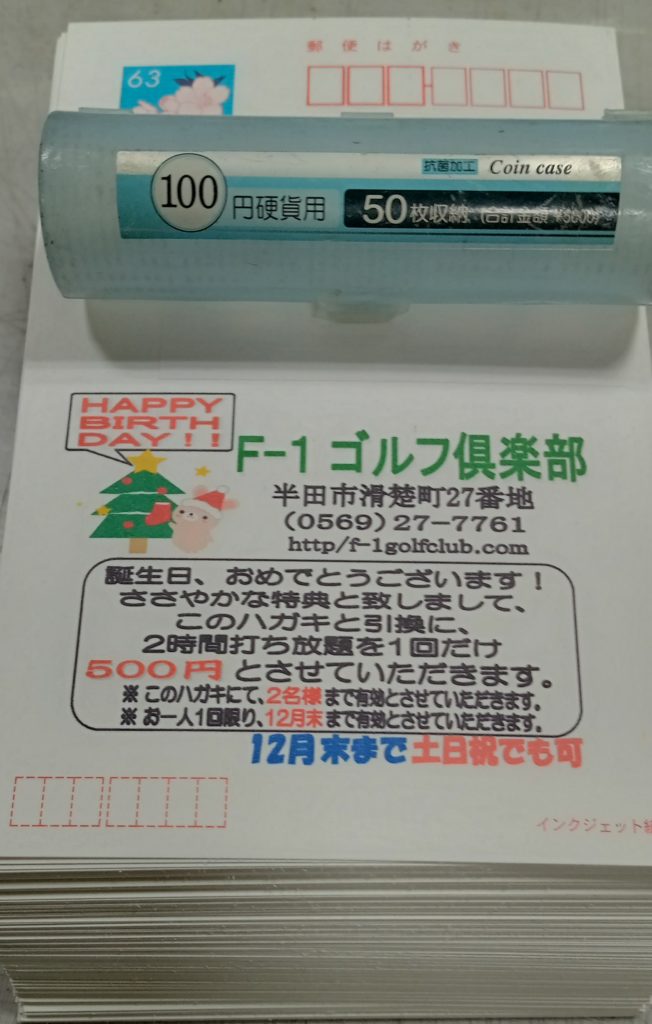 郵便はがき
63
抗菌加工 Coin case
100円硬貨用 50枚収納 (合計金額 ¥5000)
HAPPY
BIRTH
DAY!!
F-1 ゴルフ倶楽部
半田市滑楚町27番地
(0569)27-7761
http/f-1golfclub.com
誕生日、おめでとうございます!
ささやかな特典と致しまして、
このハガキと引換に、
2時間打ち放題を1回だけ
500円とさせていただきます。
※このハガキにて、2名様まで有効とさせていただきます。
※お一人1回限り、12月末まで有効とさせていただきます。
12月末まで土日祝でも可
インクジェット紙